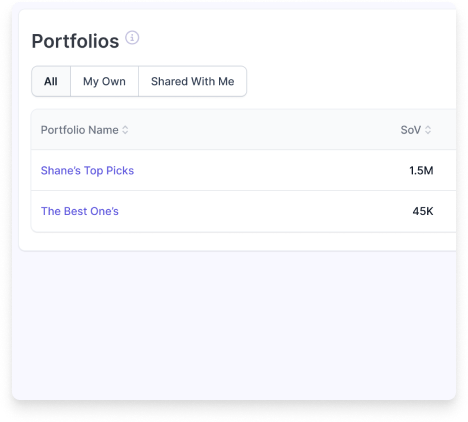 Portfolios
All My Own Shared With Me
Portfolio Name SoV
Shane’s Top Picks 1.5M
The Best One’s 45K